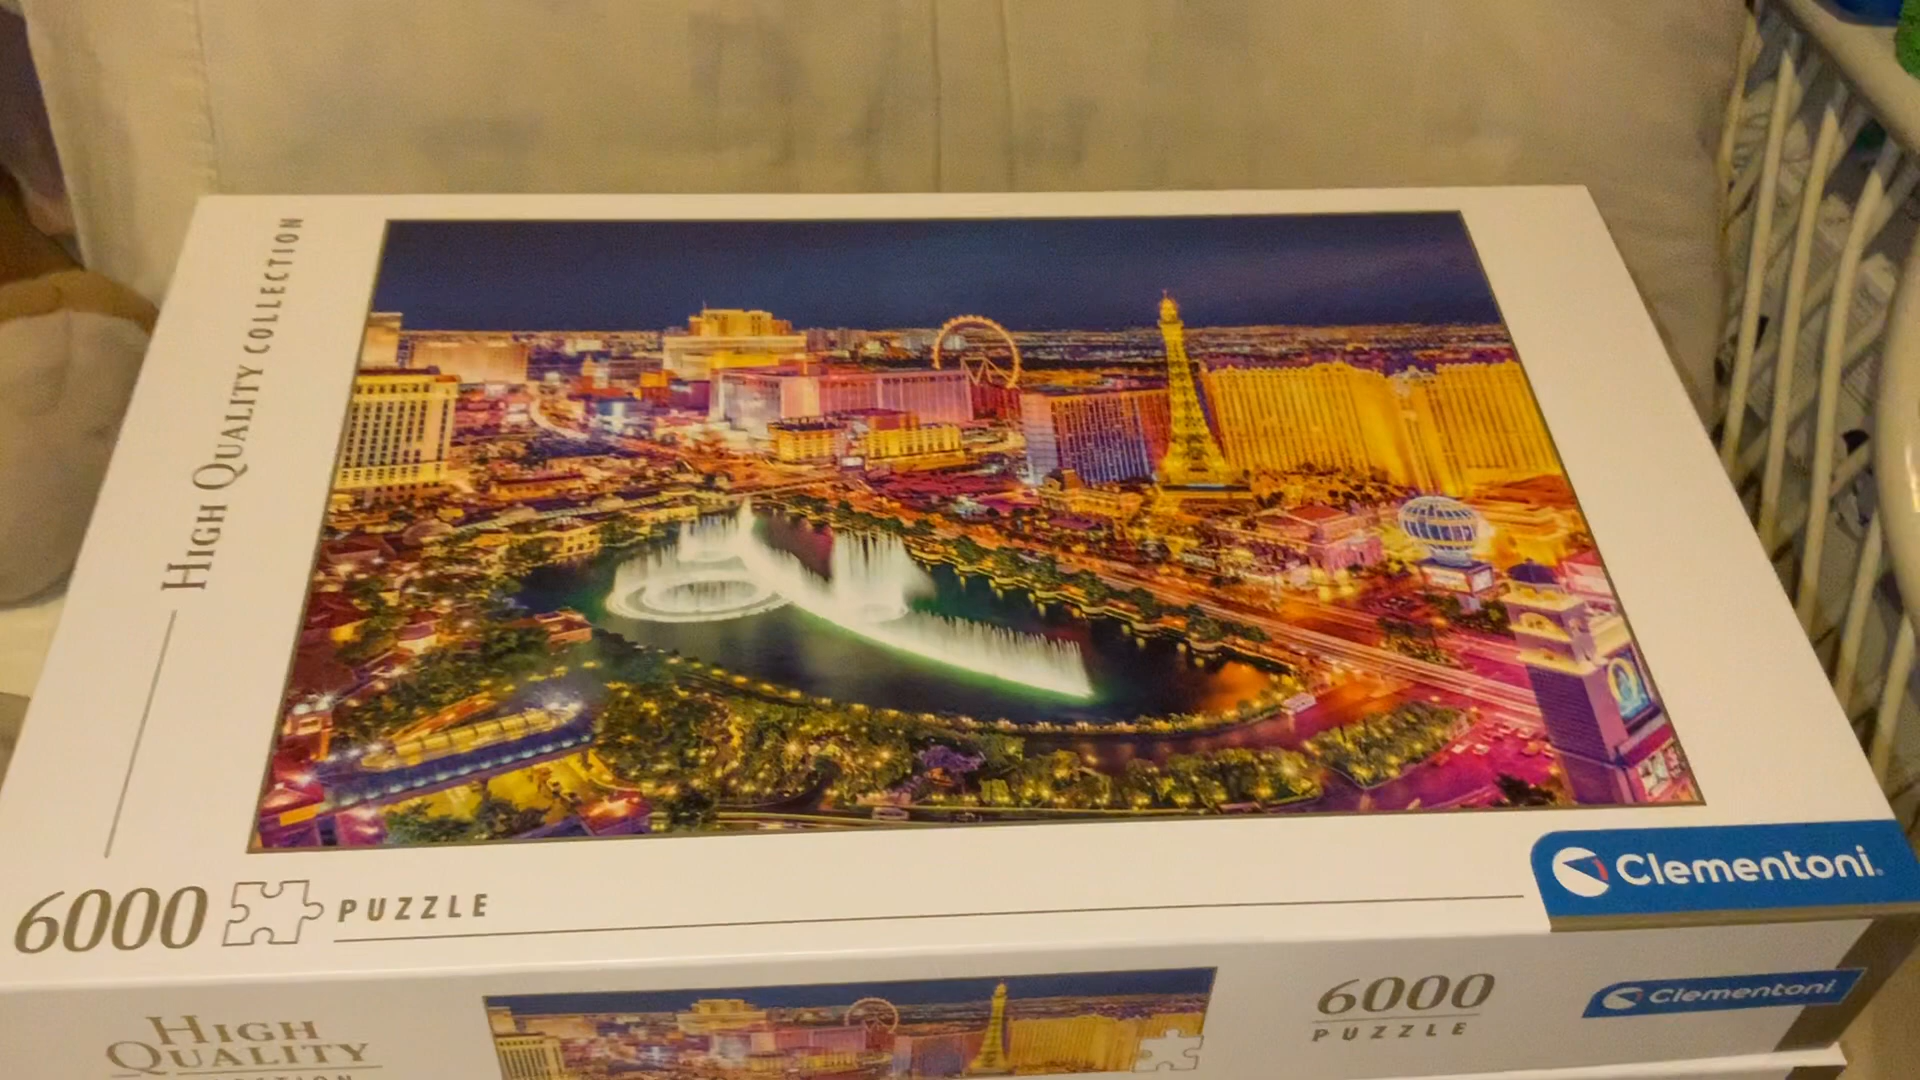 HIGH QUALITY COLLECTION
6000 PUZZLE
Clementoni
HIGH
QUALITY
6000
PUZZLE
Clementoni